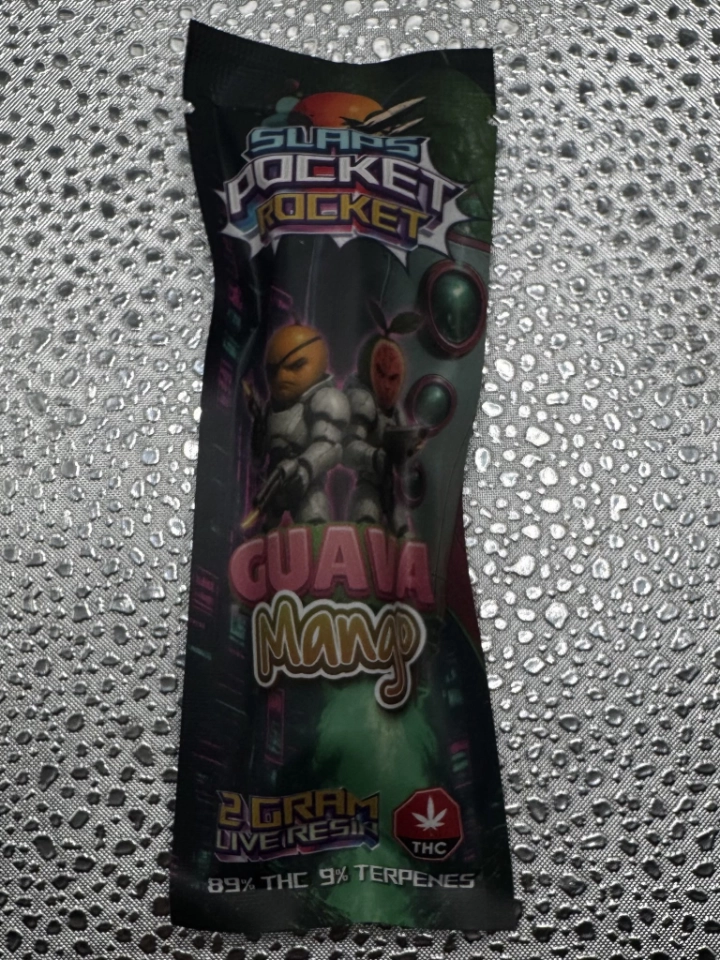 SLAPS
POCKET
ROCKET
GUAVA
Mango
2 GRAM
LIVE RESIN
THC
89% THC 9% TERPENES